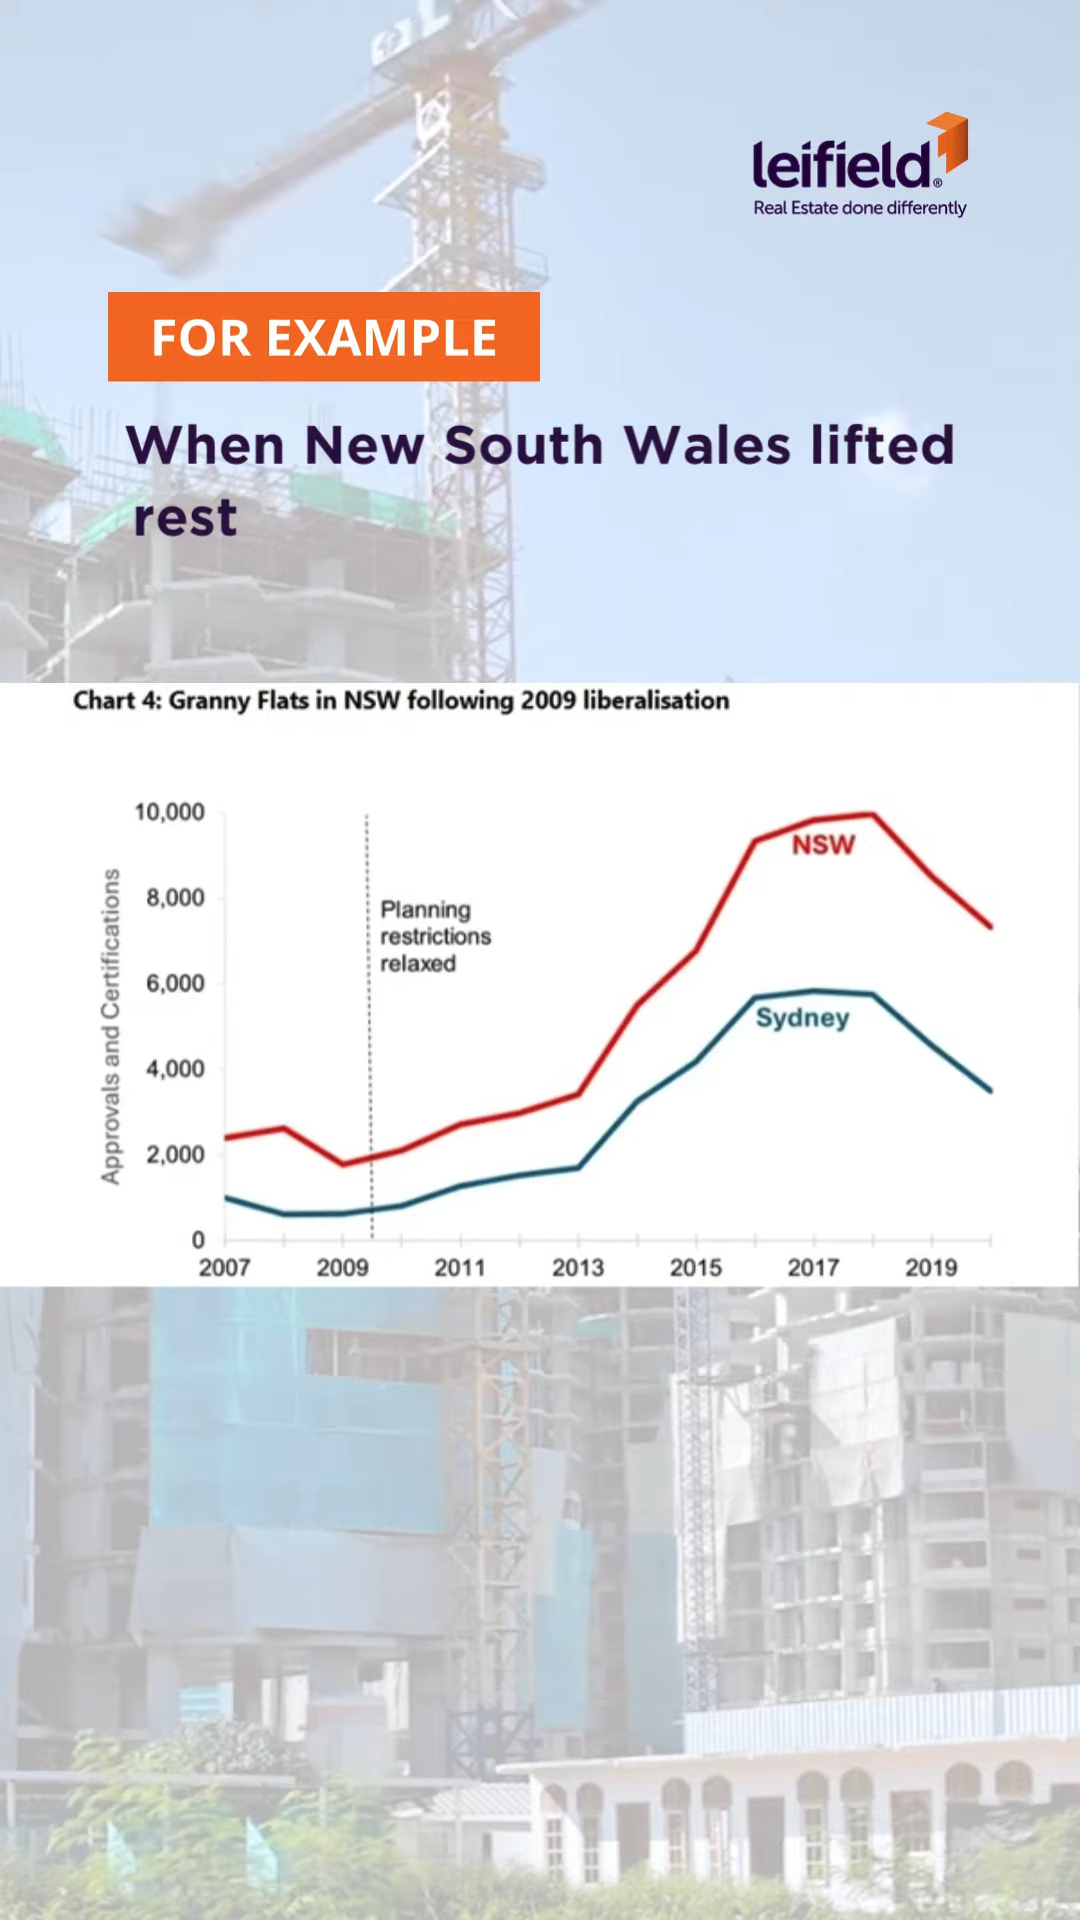 leifield.®
Real Estate done differently
FOR EXAMPLE
When New South Wales lifted
rest
Chart 4: Granny Flats in NSW following 2009 liberalisation
Approvals and Certifications
10,000
8,000
6,000
4,000
2,000
0
Planning
restrictions
relaxed
NSW
Sydney
2007 2009 2011 2013 2015 2017 2019